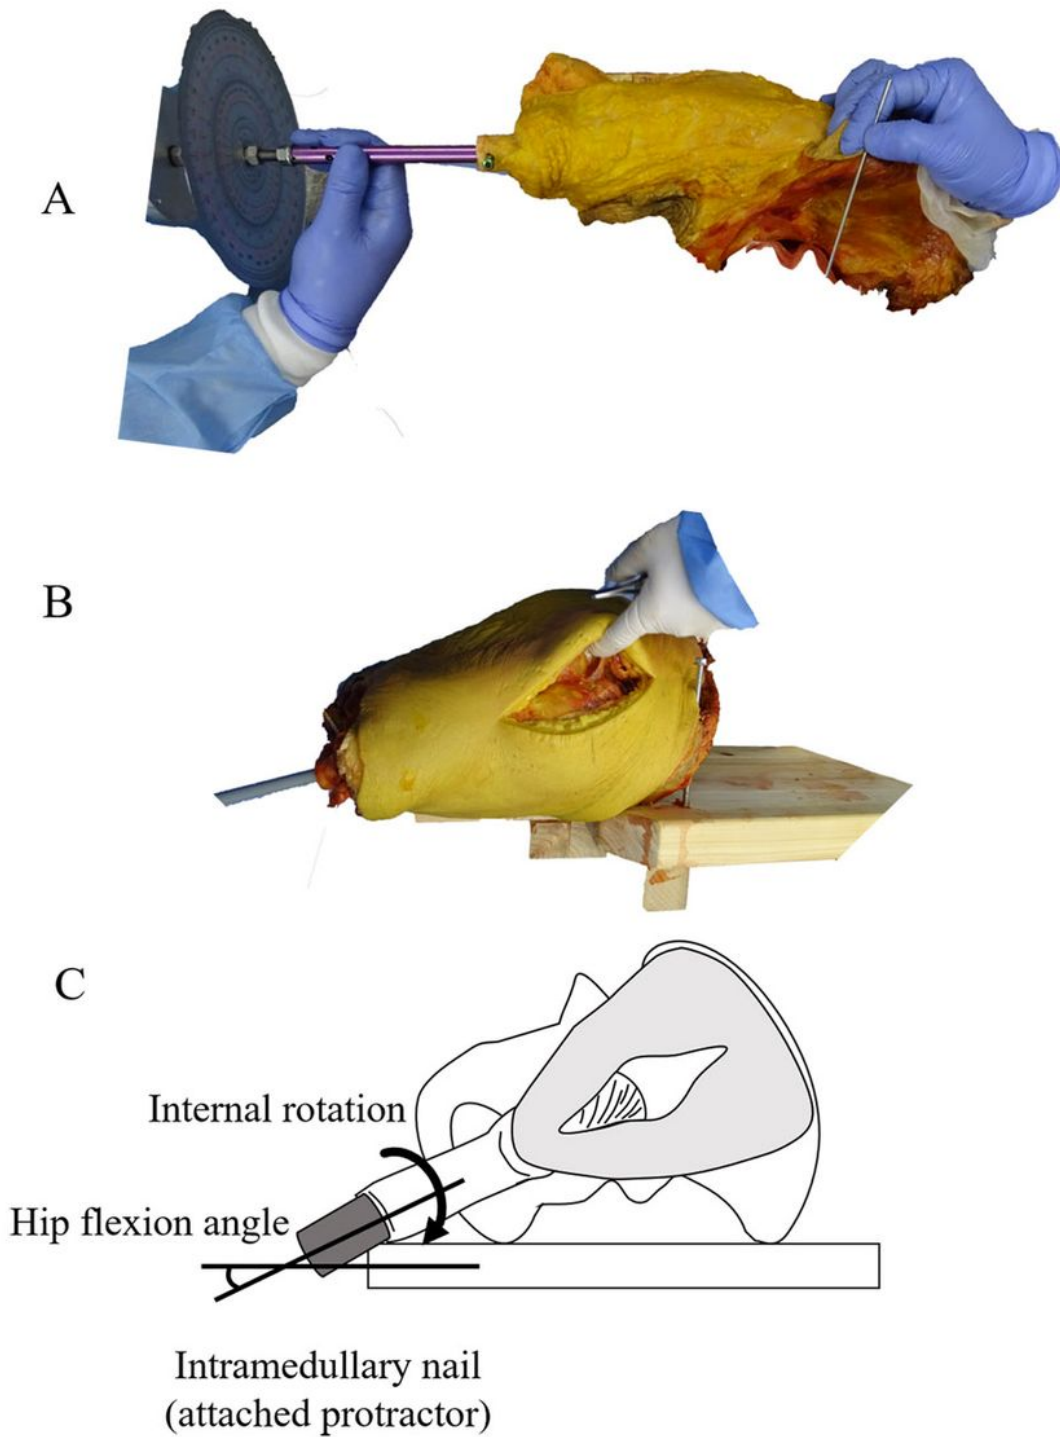 A
B
C
Internal rotation
Hip flexion angle
Intramedullary nail
(attached protractor)